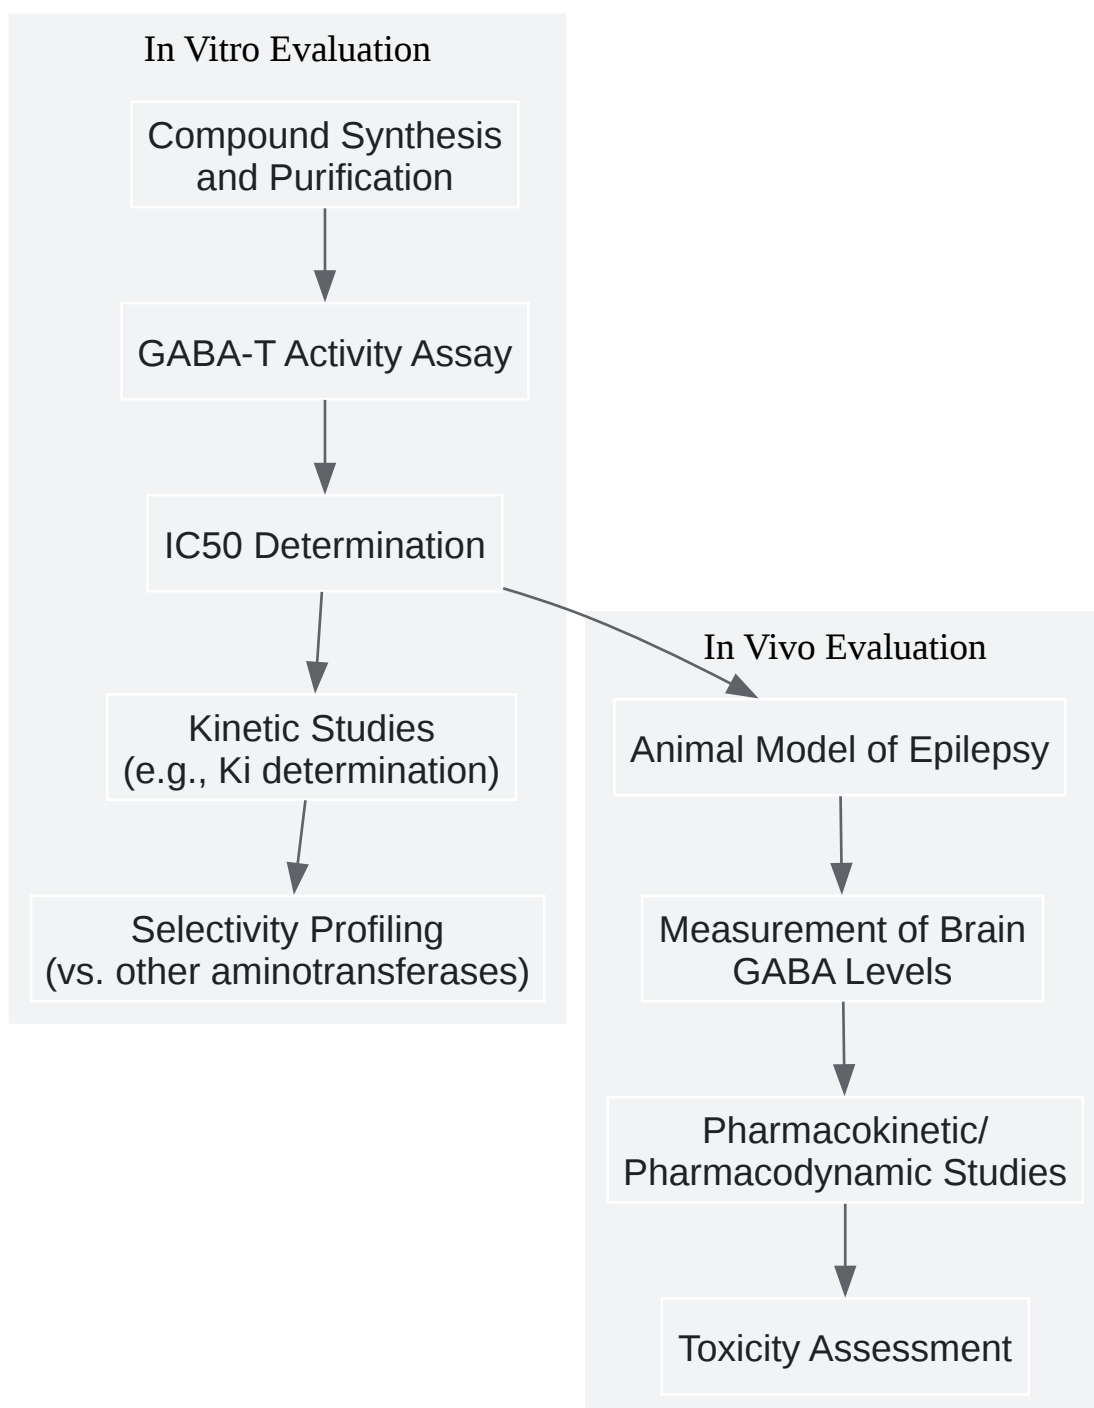 In Vitro Evaluation
Compound Synthesis
and Purification
GABA-T Activity Assay
IC50 Determination
Kinetic Studies
(e.g., Ki determination)
Selectivity Profiling
(vs. other aminotransferases)
In Vivo Evaluation
Animal Model of Epilepsy
Measurement of Brain
GABA Levels
Pharmacokinetic/
Pharmacodynamic Studies
Toxicity Assessment